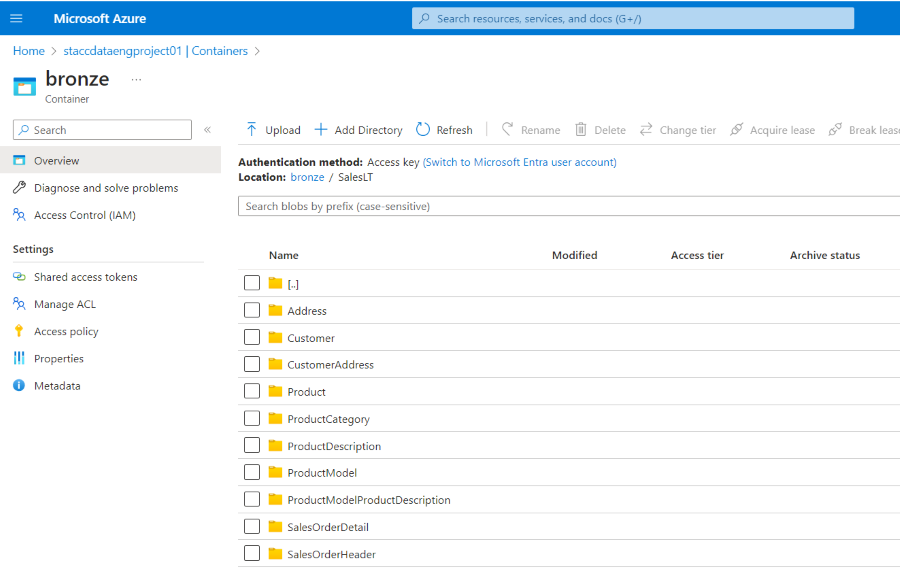 Microsoft Azure
Search resources, services, and docs (G+/)
Home > staccdataengproject01 | Containers >
bronze ...
Container
Search «
Overview
Diagnose and solve problems
Access Control (IAM)
Settings
Shared access tokens
Manage ACL
Access policy
Properties
Metadata
Upload Add Directory Refresh Rename Delete Change tier Acquire lease Break lease
Authentication method: Access key (Switch to Microsoft Entra user account)
Location: bronze / SalesLT
Search blobs by prefix (case-sensitive)
Name Modified Access tier Archive status
[..]
Address
Customer
CustomerAddress
Product
ProductCategory
ProductDescription
ProductModel
ProductModelProductDescription
SalesOrderDetail
SalesOrderHeader